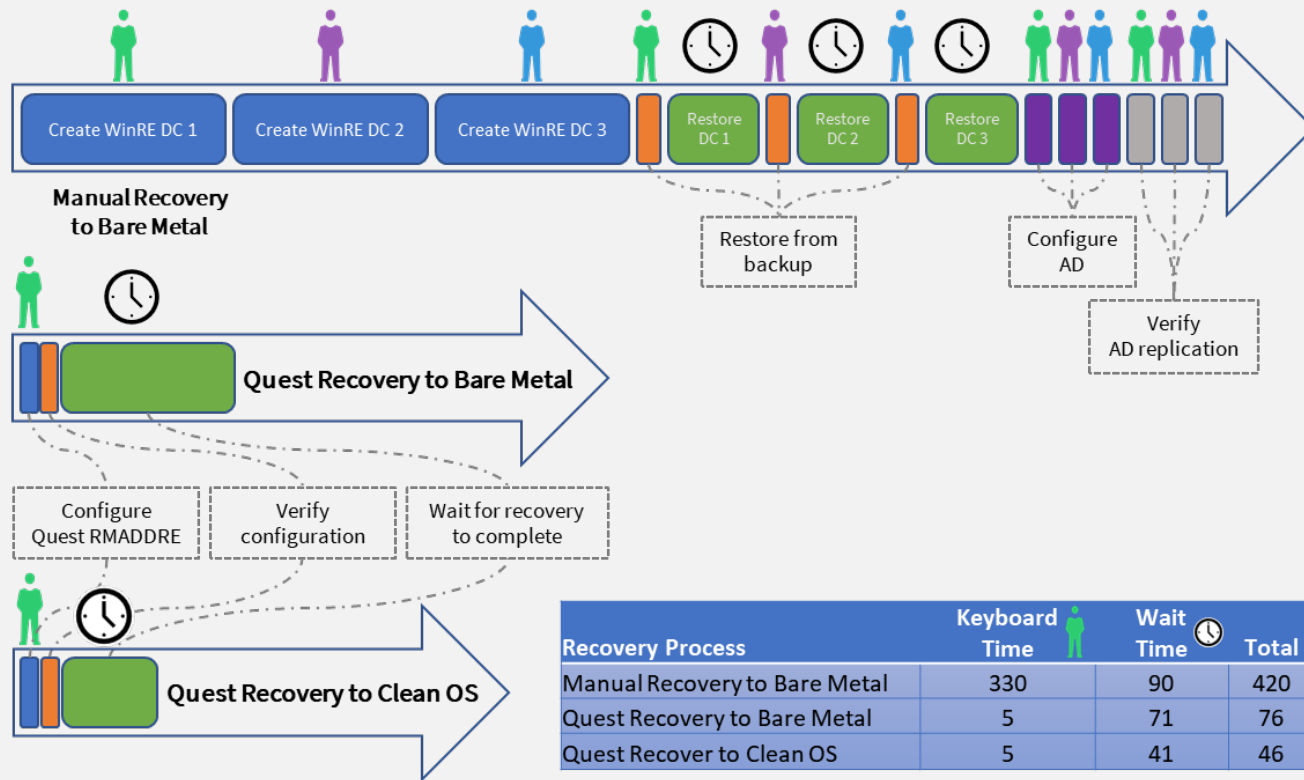 Create WinRE DC 1
Create WinRE DC 2
Create WinRE DC 3
Restore
DC 1
Restore
DC 2
Restore
DC 3
Manual Recovery
to Bare Metal
Restore from
backup
Configure
AD
Verify
AD replication
Quest Recovery to Bare Metal
Configure
Quest RMADDRE
Verify
configuration
Wait for recovery
to complete
Quest Recovery to Clean OS
Recovery Process Keyboard Time Wait Time Total
Manual Recovery to Bare Metal 330 90 420
Quest Recovery to Bare Metal 5 71 76
Quest Recover to Clean OS 5 41 46